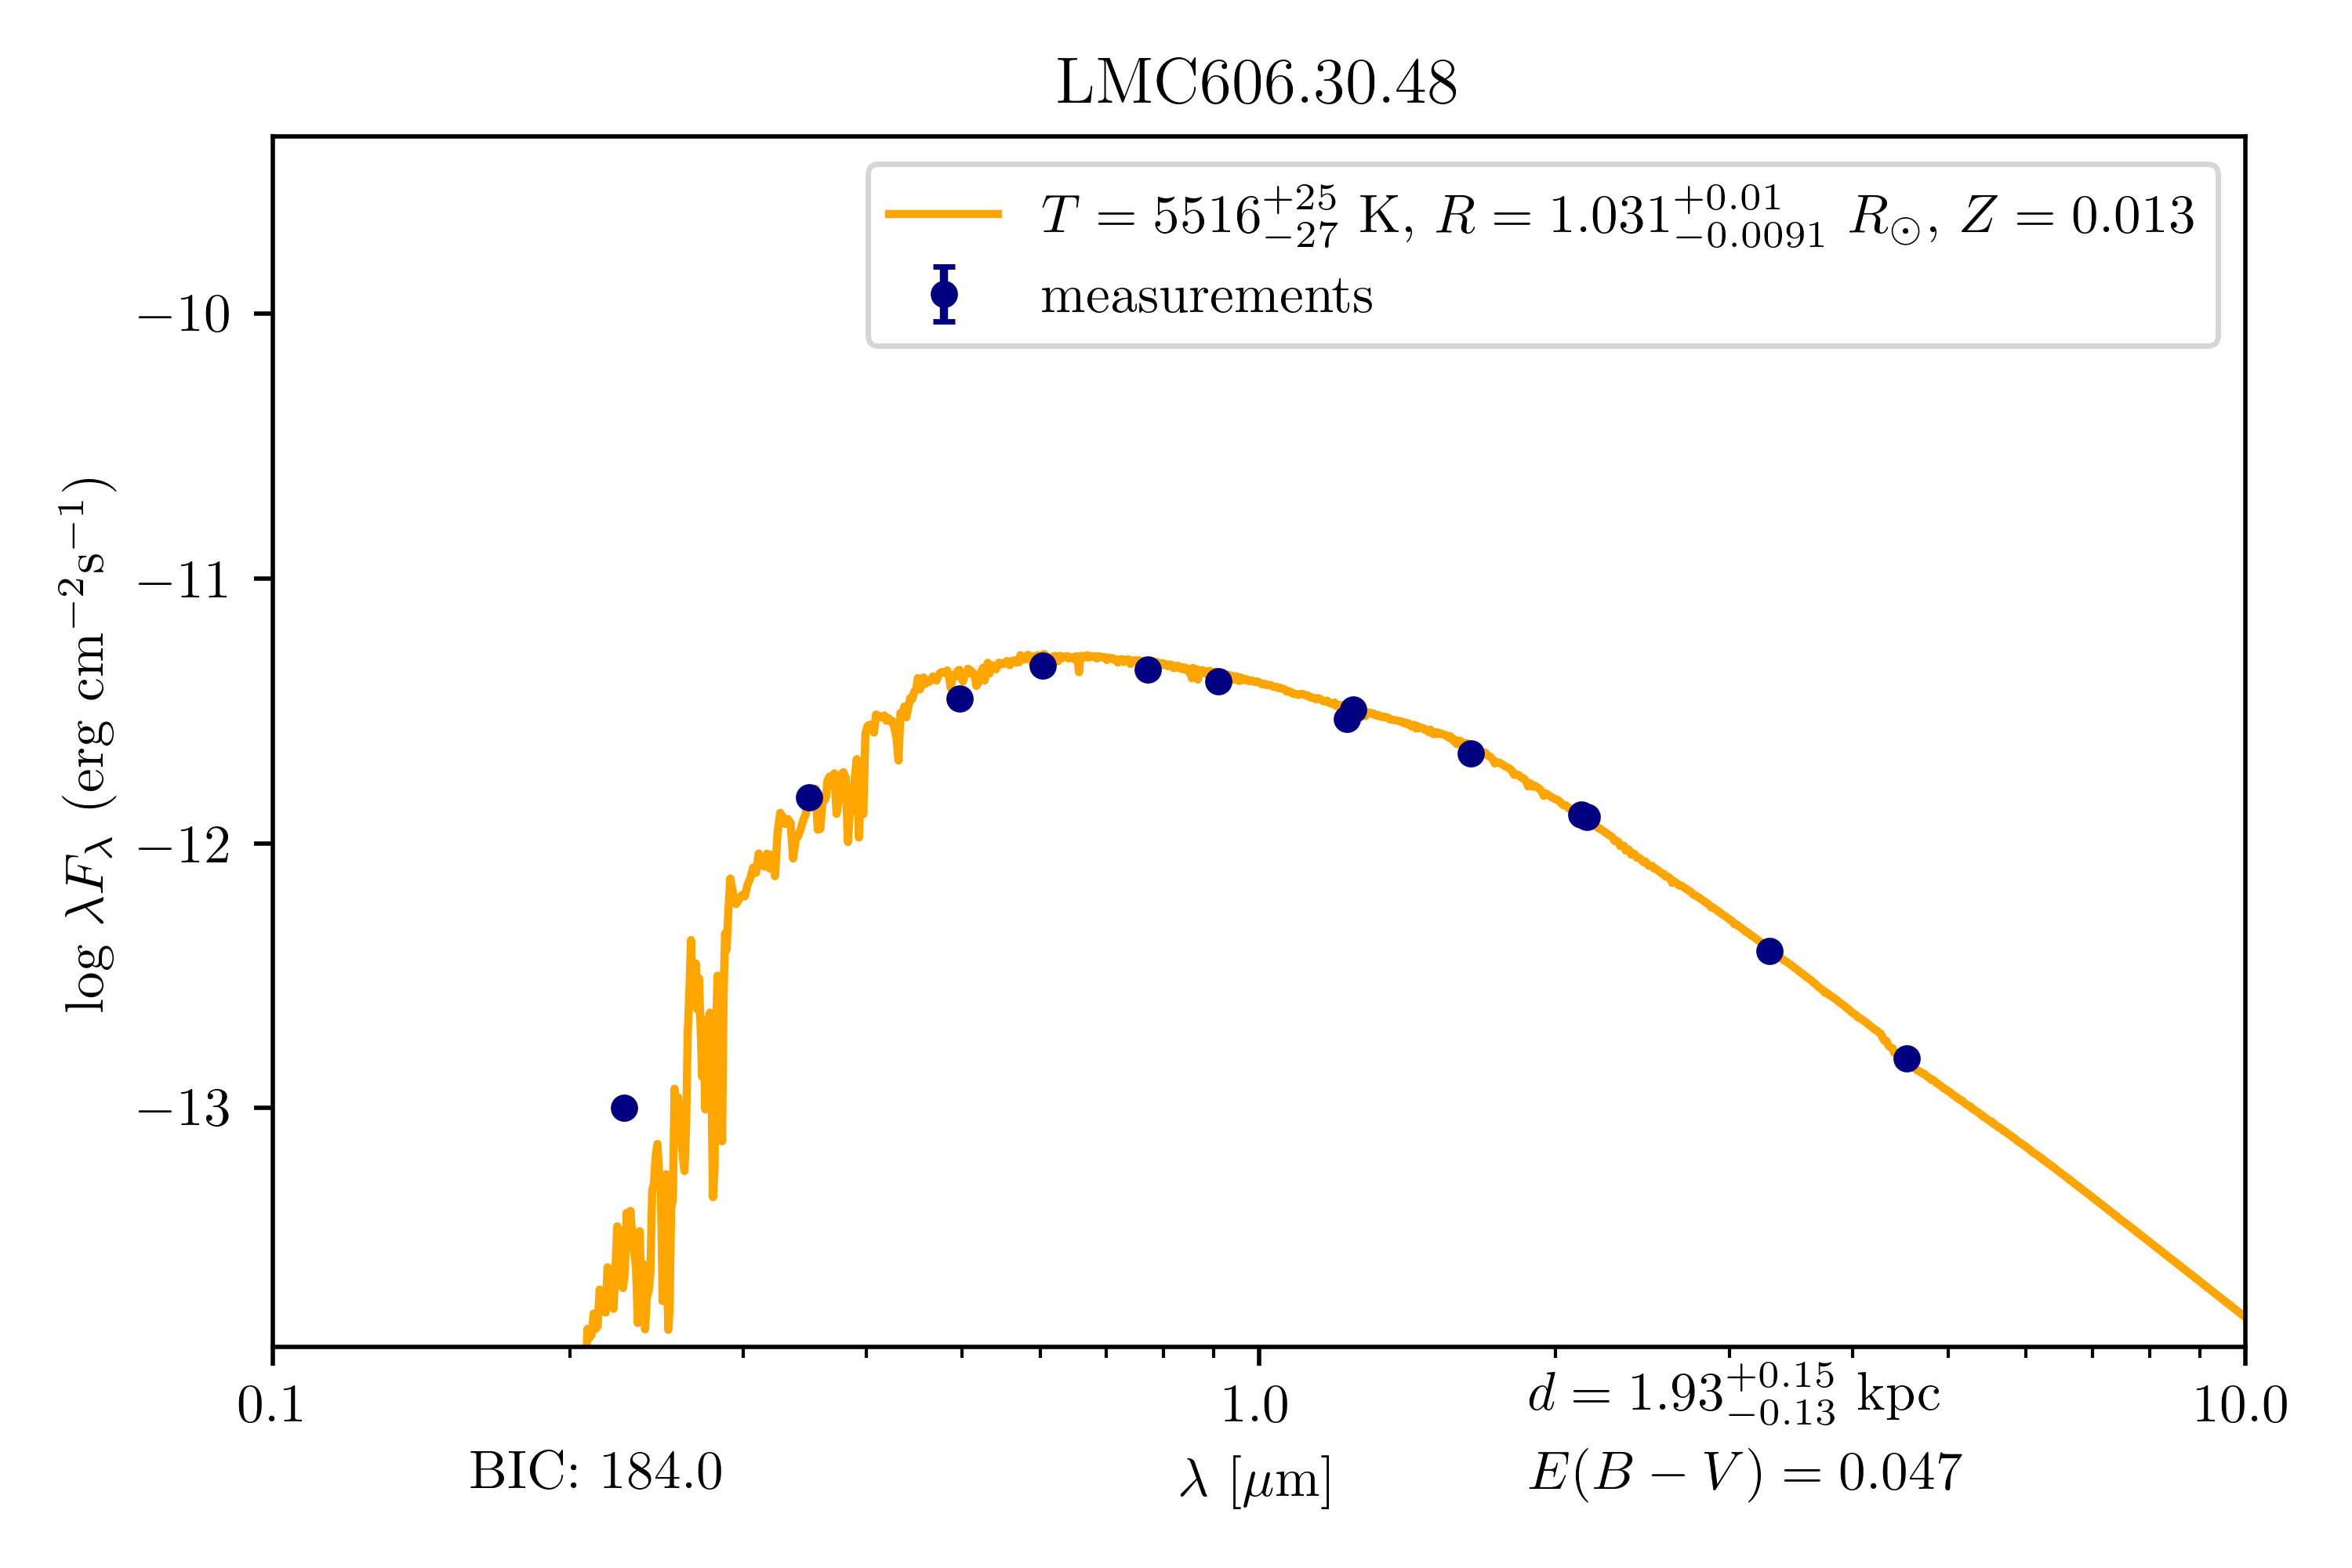 LMC606.30.48
T = 5516^{+25}_{-27} K, R = 1.031^{+0.01}_{-0.0091} R_⊙, Z = 0.013
measurements
log λF_λ (erg cm^{−2}s^{−1})
−10
−11
−12
−13
0.1
1.0
10.0
d = 1.93^{+0.15}_{-0.13} kpc
BIC: 184.0
λ [μm]
E(B − V) = 0.047